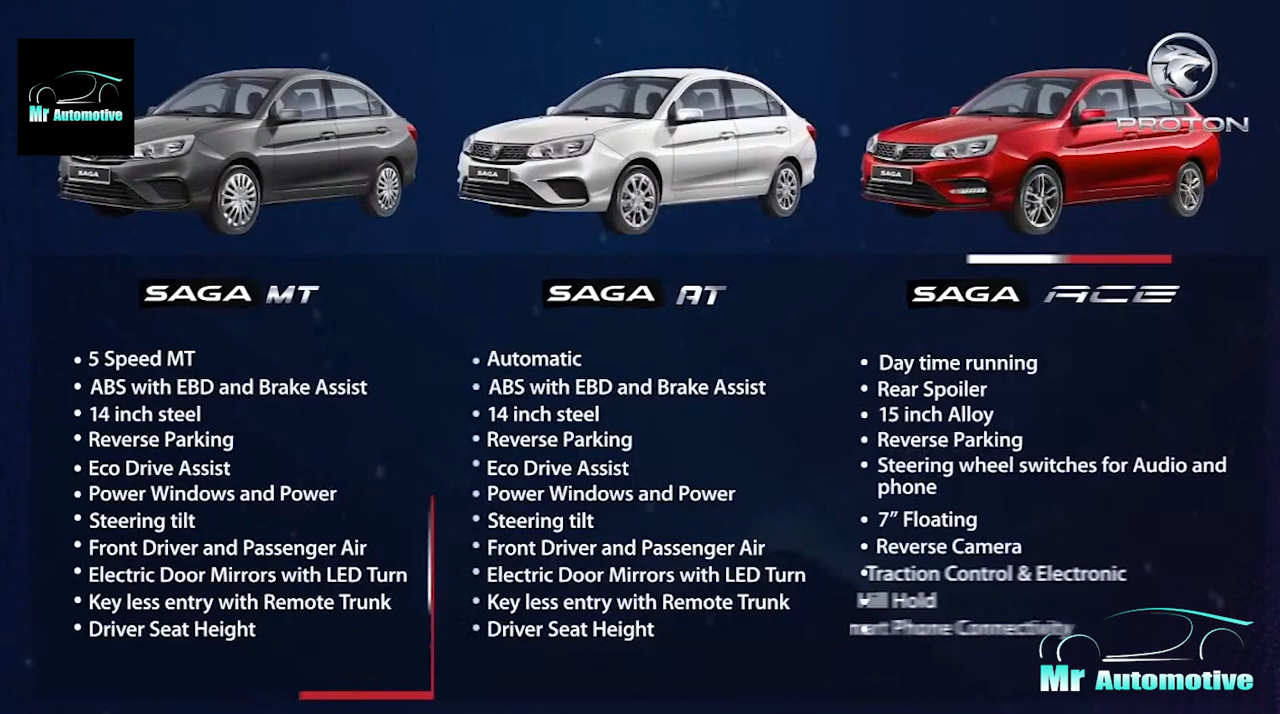 Mr Automotive
PROTON
SAGA
SAGA
SAGA
SAGA MT
SAGA AT
SAGA ACE
• 5 Speed MT
• ABS with EBD and Brake Assist
• 14 inch steel
• Reverse Parking
• Eco Drive Assist
• Power Windows and Power
• Steering tilt
• Front Driver and Passenger Air
• Electric Door Mirrors with LED Turn
• Key less entry with Remote Trunk
• Driver Seat Height
• Automatic
• ABS with EBD and Brake Assist
• 14 inch steel
• Reverse Parking
• Eco Drive Assist
• Power Windows and Power
• Steering tilt
• Front Driver and Passenger Air
• Electric Door Mirrors with LED Turn
• Key less entry with Remote Trunk
• Driver Seat Height
• Day time running
• Rear Spoiler
• 15 inch Alloy
• Reverse Parking
• Steering wheel switches for Audio and
phone
• 7” Floating
• Reverse Camera
• Traction Control & Electronic
• Hill Hold
Phone Connectivity
Mr Automotive